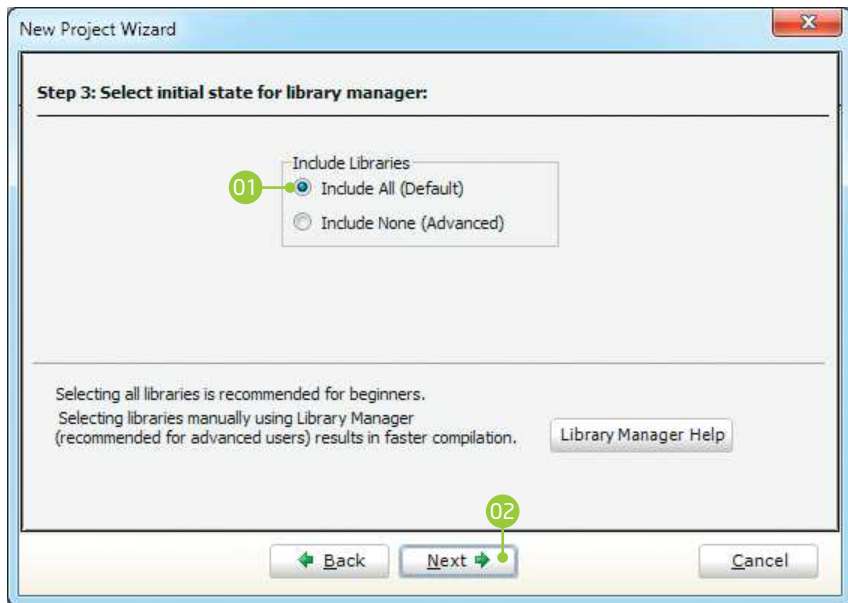 New Project Wizard
Step 3: Select initial state for library manager:
Include Libraries
01
Include All (Default)
Include None (Advanced)
Selecting all libraries is recommended for beginners.
Selecting libraries manually using Library Manager
(recommended for advanced users) results in faster compilation.
Library Manager Help
02
Back
Next
Cancel